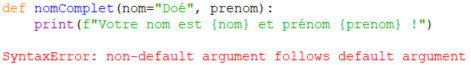 def nomComplet(nom="Doé", prenom):
    print(f"Votre nom est {nom} et prénom {prenom} !")
SyntaxError: non-default argument follows default argument